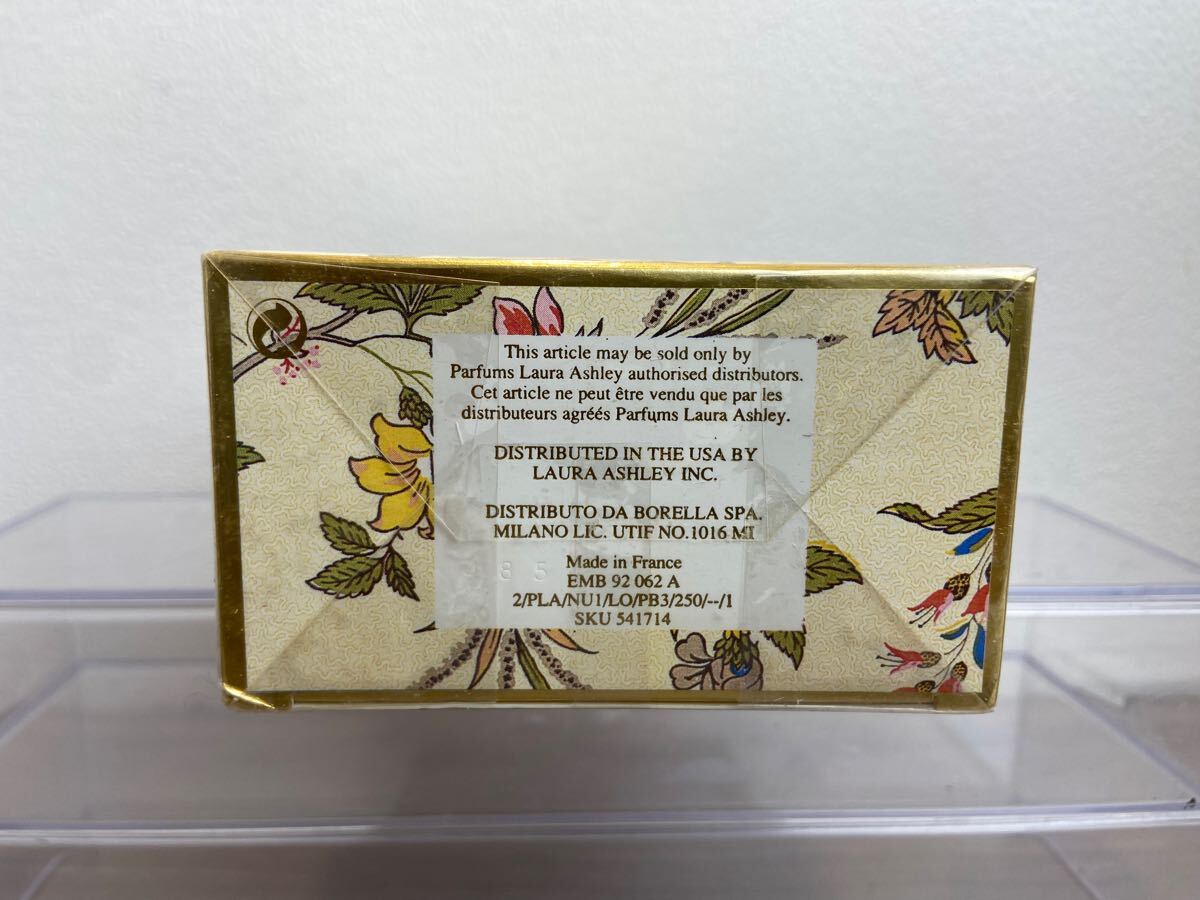 This article may be sold only by
Parfums Laura Ashley authorised distributors.
Cet article ne peut être vendu que par les
distributeurs agréés Parfums Laura Ashley.
DISTRIBUTED IN THE USA BY
LAURA ASHLEY INC.
DISTRIBUTO DA BORELLA SPA.
MILANO LIC. UTIF NO.1016 MI
Made in France
EMB 92 062 A
2/PLA/NU1/LO/PB3/250/--/1
SKU 541714